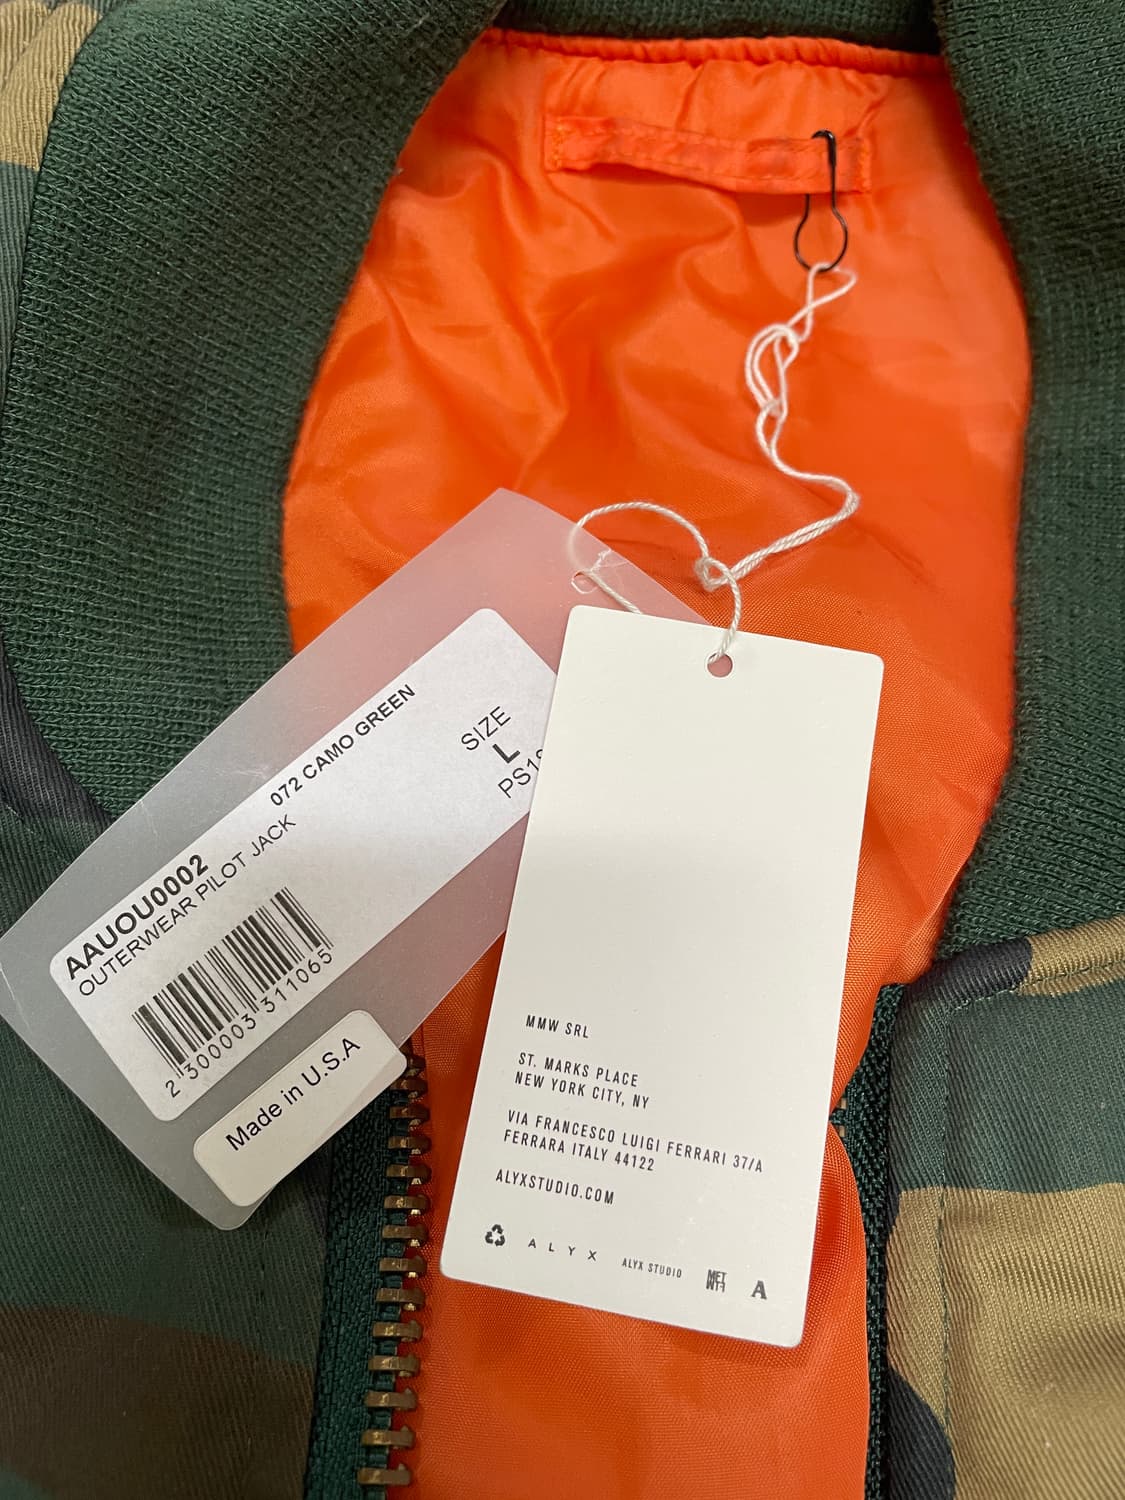 072 CAMO GREEN
SIZE
L
AAUOU0002
OUTERWEAR PILOT JACK
2 300003 311065
Made in U.S.A
MMW SRL
ST. MARKS PLACE
NEW YORK CITY, NY
VIA FRANCESCO LUIGI FERRARI 37/A
FERRARA ITALY 44122
ALYXSTUDIO.COM
ALYX
ALYX STUDIO
A